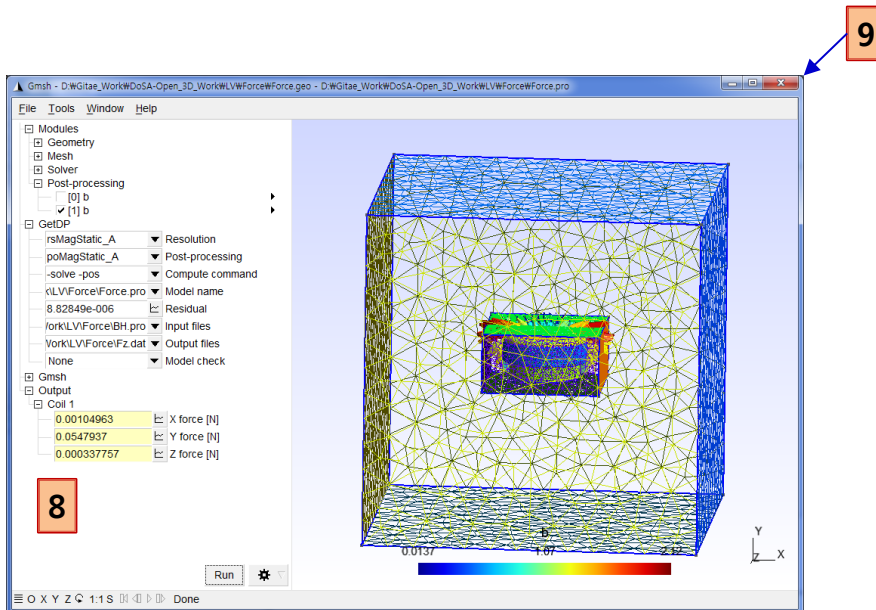 9
Gmsh - D:₩Gitae_Work₩DoSA-Open_3D_Work₩LV₩Force₩Force.geo - D:₩Gitae_Work₩DoSA-Open_3D_Work₩LV₩Force₩Force.pro
File Tools Window Help
Modules
Geometry
Mesh
Solver
Post-processing
[0] b
[1] b
GetDP
rsMagStatic_A Resolution
poMagStatic_A Post-processing
-solve -pos Compute command
\LV\Force\Force.pro Model name
8.82849e-006 Residual
/ork\LV\Force\BH.pro Input files
Vork\LV\Force\Fz.dat Output files
None Model check
Gmsh
Output
Coil 1
0.00104963 X force [N]
0.0547937 Y force [N]
0.000337757 Z force [N]
8
b
0.0137 1.07 2.12
Y
Z X
Run
O X Y Z 1:1 S Done